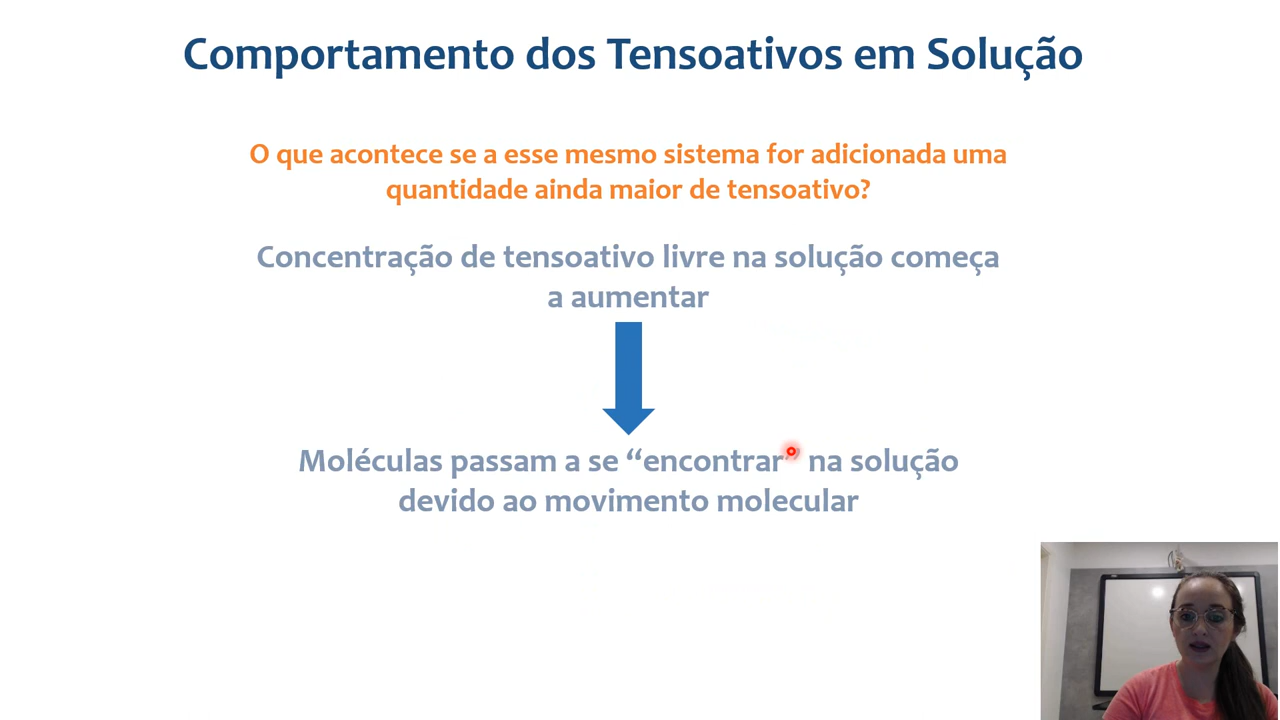 Comportamento dos Tensoativos em Solução
O que acontece se a esse mesmo sistema for adicionada uma
quantidade ainda maior de tensoativo?
Concentração de tensoativo livre na solução começa
a aumentar
Moléculas passam a se “encontrar” na solução
devido ao movimento molecular